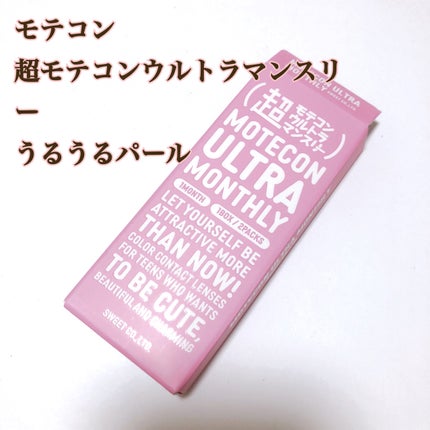 モテコン
超モテコンウルトラマンスリ
ー
うるうるパール
ULTRA
超
モテコン
ウルトラ
マンスリー
MOTECON
ULTRA
MONTHLY
1MONTH 1BOX/2PACKS
LET YOURSELF BE
ATTRACTIVE MORE
THAN NOW!
COLOR CONTACT LENSES
FOR TEENS WHO WANTS
TO BE CUTE,
BEAUTIFUL AND CHARMING
SWEET CO.,LTD.